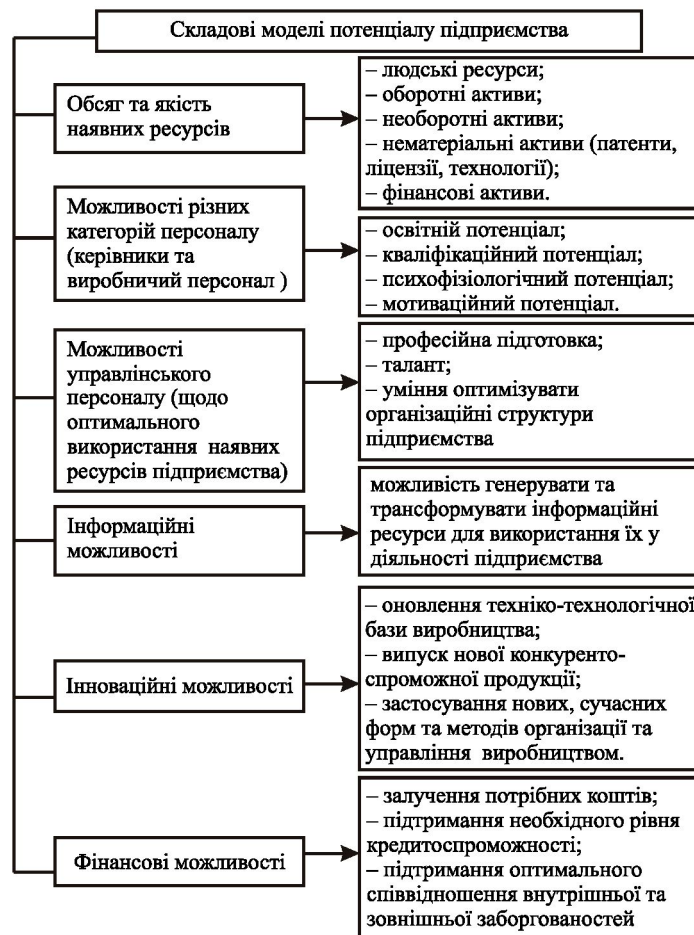 Складові моделі потенціалу підприємства
Обсяг та якість
наявних ресурсів
– людські ресурси;
– оборотні активи;
– необоротні активи;
– нематеріальні активи (патенти,
ліцензії, технології);
– фінансові активи.
Можливості різних
категорій персоналу
(керівники та
виробничий персонал )
– освітній потенціал;
– кваліфікаційний потенціал;
– психофізіологічний потенціал;
– мотиваційний потенціал.
Можливості
управлінського
персоналу (щодо
оптимального
використання наявних
ресурсів підприємства)
– професійна підготовка;
– талант;
– уміння оптимізувати
організаційні структури
підприємства
Інформаційні
можливості
можливість генерувати та
трансформувати інформаційні
ресурси для використання їх у
діяльності підприємства
Інноваційні можливості
– оновлення техніко-технологічної
бази виробництва;
– випуск нової конкуренто-
спроможної продукції;
– застосування нових, сучасних
форм та методів організації та
управління виробництвом.
Фінансові можливості
– залучення потрібних коштів;
– підтримання необхідного рівня
кредитоспроможності;
– підтримання оптимального
співвідношення внутрішньої та
зовнішньої заборгованостей